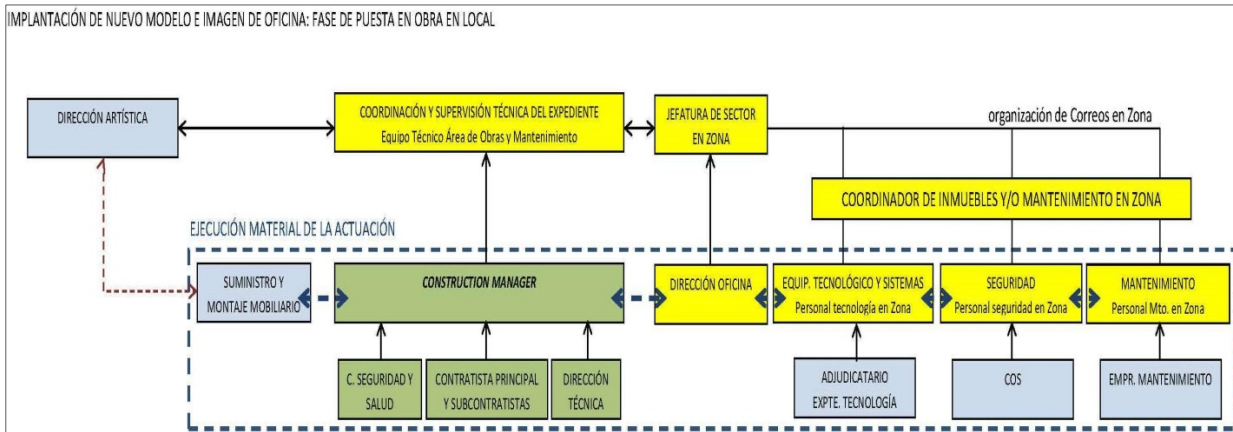 IMPLANTACIÓN DE NUEVO MODELO E IMAGEN DE OFICINA: FASE DE PUESTA EN OBRA EN LOCAL
DIRECCIÓN ARTÍSTICA
COORDINACIÓN Y SUPERVISIÓN TÉCNICA DEL EXPEDIENTE
Equipo Técnico Área de Obras y Mantenimiento
JEFATURA DE SECTOR
EN ZONA
organización de Correos en Zona
COORDINADOR DE INMUEBLES Y/O MANTENIMIENTO EN ZONA
EJECUCIÓN MATERIAL DE LA ACTUACIÓN
SUMINISTRO Y
MONTAJE MOBILIARIO
CONSTRUCTION MANAGER
DIRECCIÓN OFICINA
EQUIP. TECNOLÓGICO Y SISTEMAS
Personal tecnología en Zona
SEGURIDAD
Personal seguridad en Zona
MANTENIMIENTO
Personal Mto. en Zona
C. SEGURIDAD Y
SALUD
CONTRATISTA PRINCIPAL
Y SUBCONTRATISTAS
DIRECCIÓN
TÉCNICA
ADJUDICATARIO
EXPTE. TECNOLOGÍA
COS
EMPR. MANTENIMIENTO